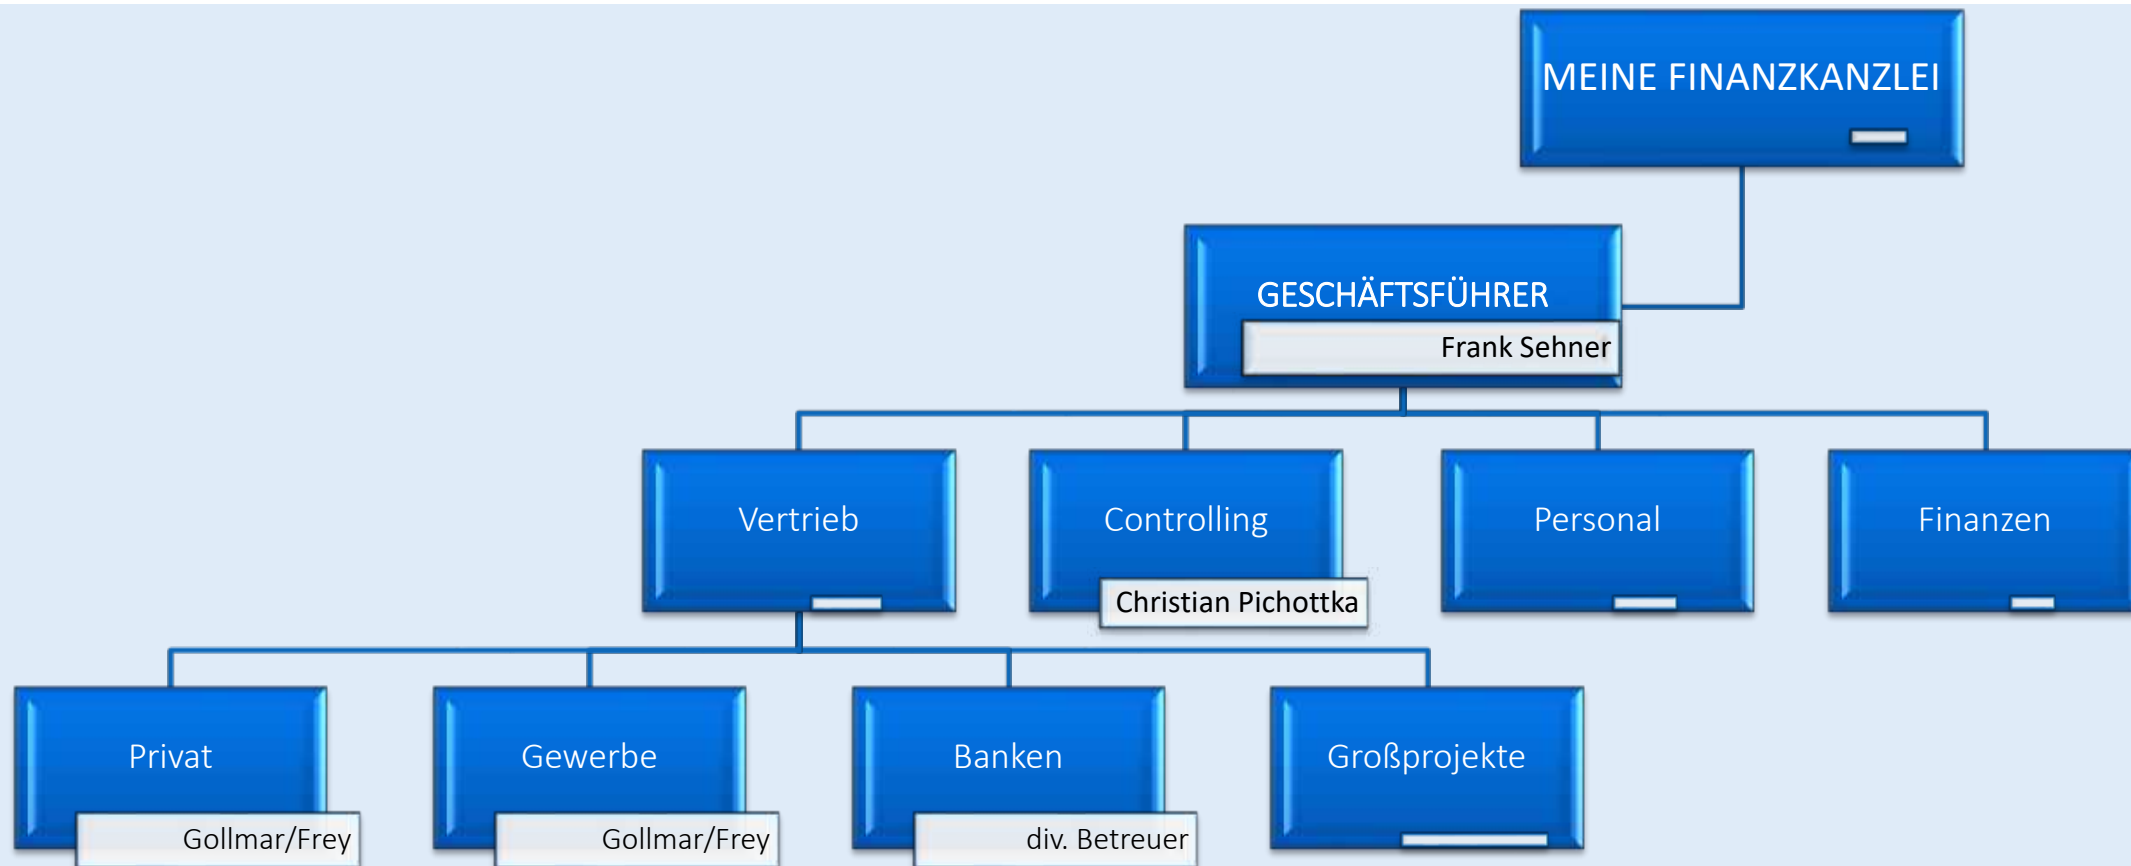 MEINE FINANZKANZLEI
GESCHÄFTSFÜHRER
Frank Sehner
Vertrieb
Controlling
Christian Pichottka
Personal
Finanzen
Privat
Gollmar/Frey
Gewerbe
Gollmar/Frey
Banken
div. Betreuer
Großprojekte